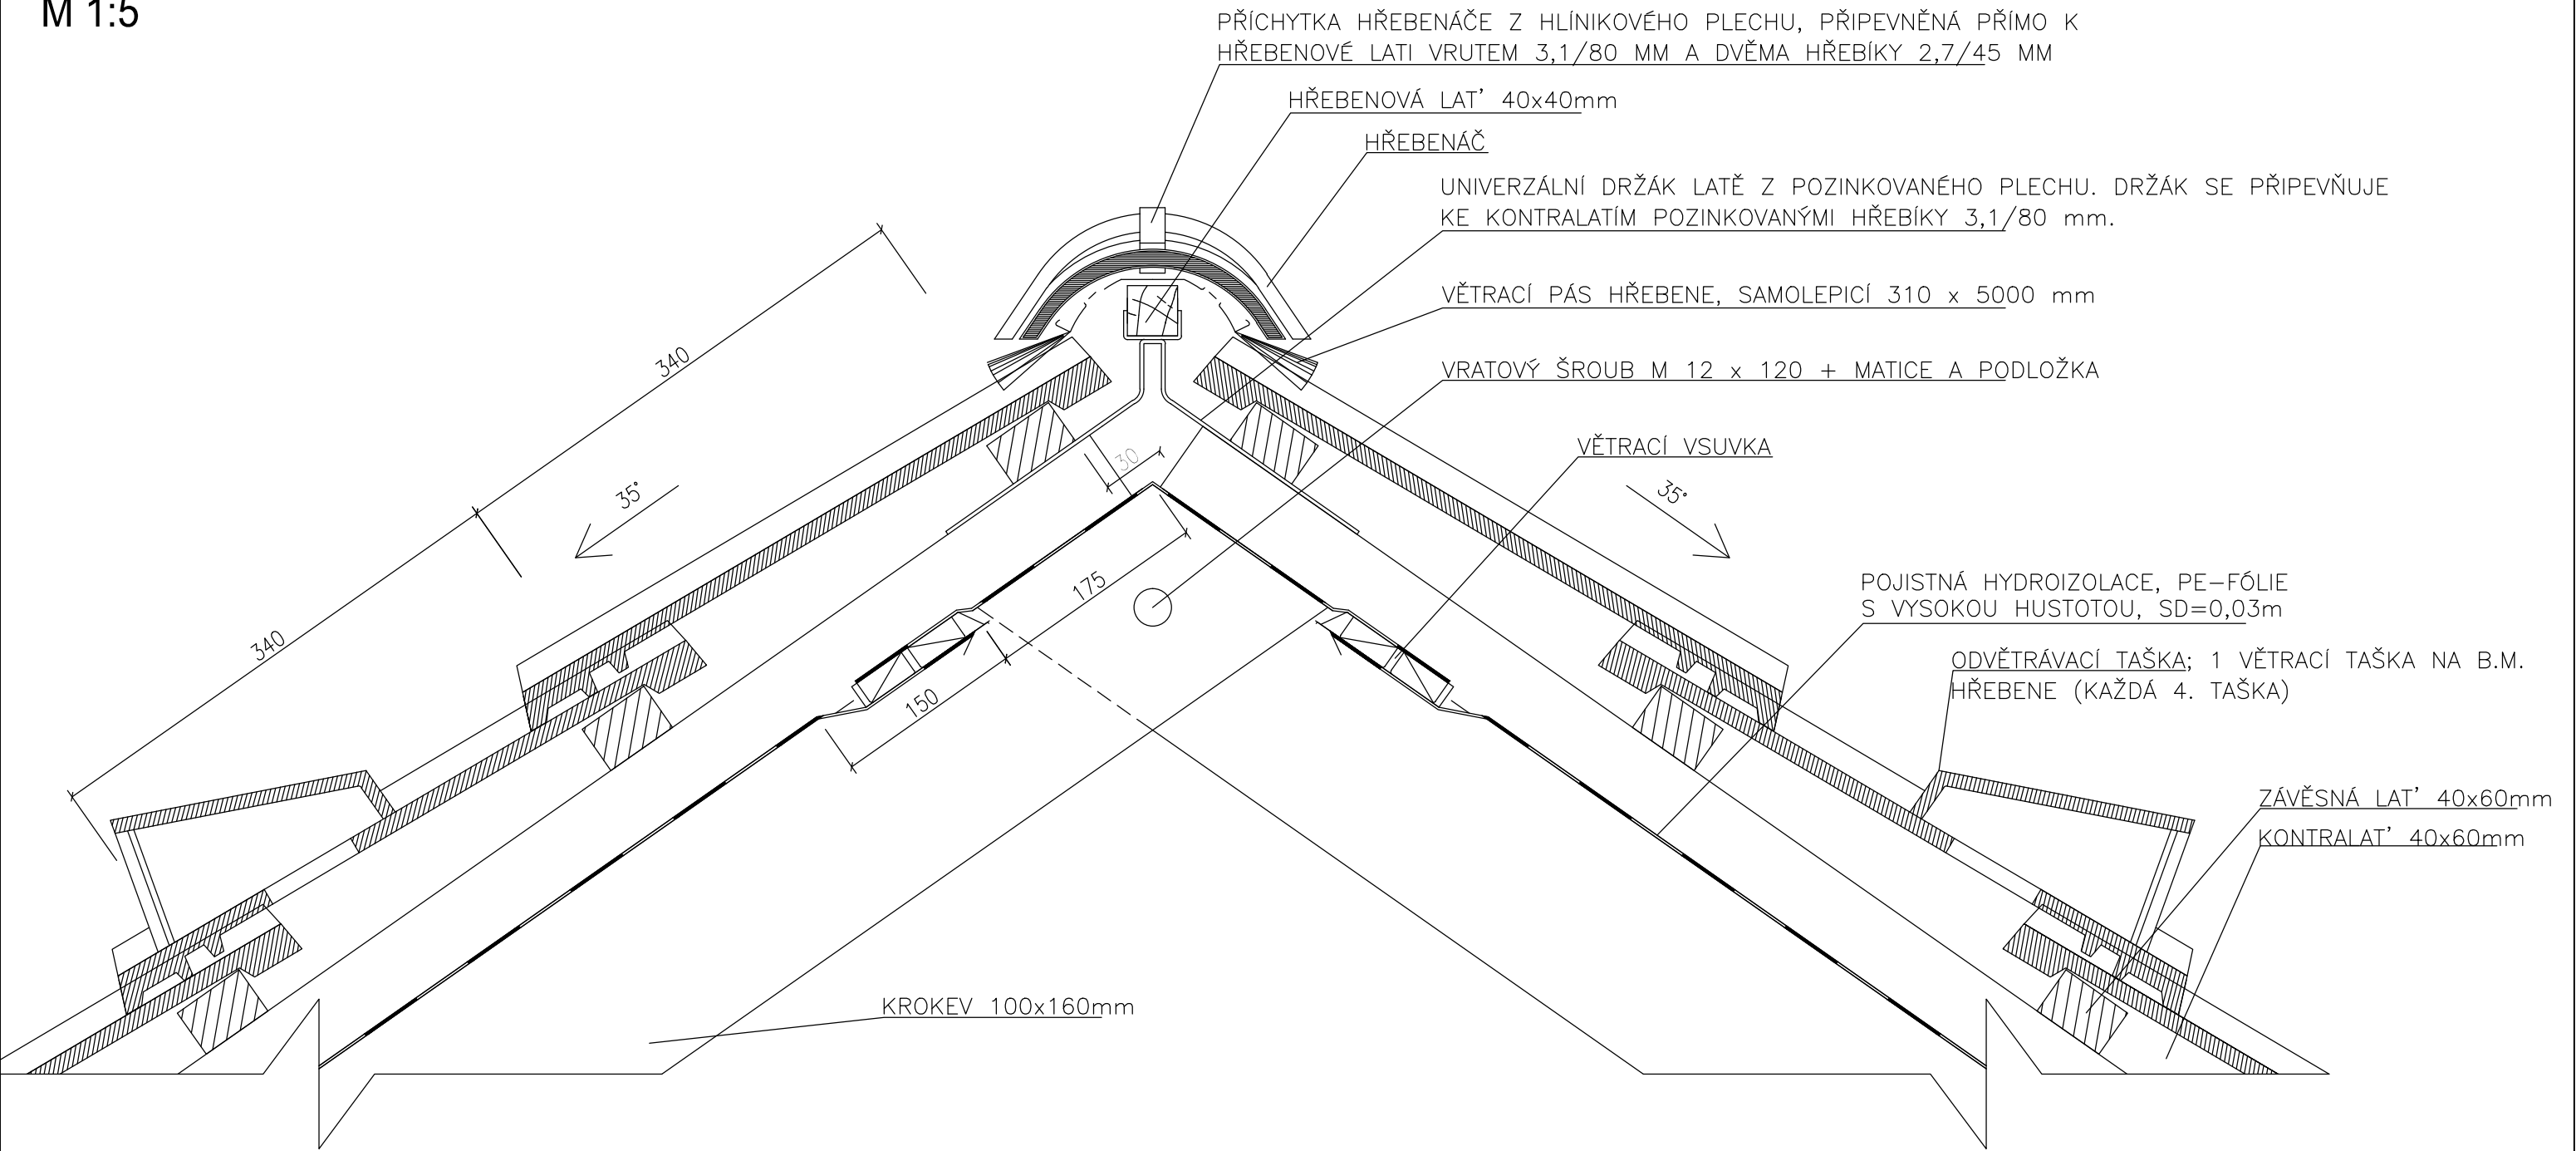 M 1:5
PŘÍCHYTKA HŘEBENÁČE Z HLÍNIKOVÉHO PLECHU, PŘIPEVNĚNÁ PŘÍMO K
HŘEBENOVÉ LATI VRUTEM 3,1/80 MM A DVĚMA HŘEBÍKY 2,7/45 MM
HŘEBENOVÁ LAŤ 40x40mm
HŘEBENÁČ
UNIVERZÁLNÍ DRŽÁK LATĚ Z POZINKOVANÉHO PLECHU. DRŽÁK SE PŘIPEVŇUJE
KE KONTRALATÍM POZINKOVANÝMI HŘEBÍKY 3,1/80 mm.
VĚTRACÍ PÁS HŘEBENE, SAMOLEPICÍ 310 x 5000 mm
VRATOVÝ ŠROUB M 12 x 120 + MATICE A PODLOŽKA
VĚTRACÍ VSUVKA
POJISTNÁ HYDROIZOLACE, PE-FÓLIE
S VYSOKOU HUSTOTOU, SD=0,03m
ODVĚTRÁVACÍ TAŠKA; 1 VĚTRACÍ TAŠKA NA B.M.
HŘEBENE (KAŽDÁ 4. TAŠKA)
ZÁVĚSNÁ LAŤ 40x60mm
KONTRALAŤ 40x60mm
KROKEV 100x160mm
340
340
35°
30
35°
175
150